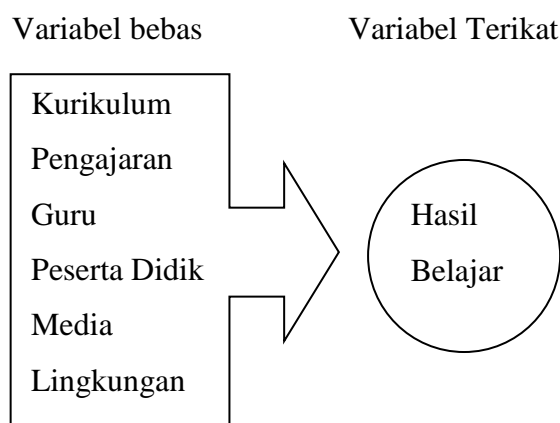 Variabel bebas
Variabel Terikat
Kurikulum
Pengajaran
Guru
Peserta Didik
Media
Lingkungan
Hasil
Belajar